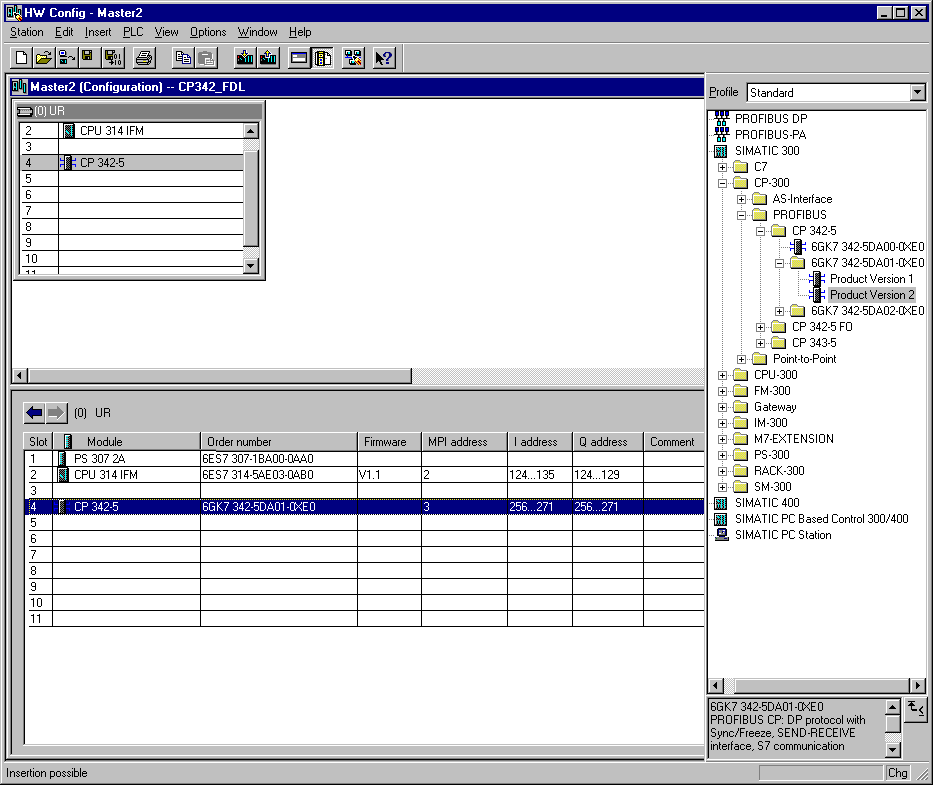 HW Config - Master2
Station Edit Insert PLC View Options Window Help
Master2 (Configuration) -- CP342_FDL
(0) UR
2 CPU 314 IFM
3
4 CP 342-5
5
6
7
8
9
10
11
(0) UR
Slot Module Order number Firmware MPI address I address Q address Comment
1 PS 307 2A 6ES7 307-1BA00-0AA0
2 CPU 314 IFM 6ES7 314-5AE03-0AB0 V1.1 2 124...135 124...129
3
4 CP 342-5 6GK7 342-5DA01-0XE0 3 256...271 256...271
5
6
7
8
9
10
11
Profile Standard
PROFIBUS DP
PROFIBUS-PA
SIMATIC 300
C7
CP-300
AS-Interface
PROFIBUS
CP 342-5
6GK7 342-5DA00-0XE0
6GK7 342-5DA01-0XE0
Product Version 1
Product Version 2
6GK7 342-5DA02-0XE0
CP 342-5 FO
CP 343-5
Point-to-Point
CPU-300
FM-300
Gateway
IM-300
M7-EXTENSION
PS-300
RACK-300
SM-300
SIMATIC 400
SIMATIC PC Based Control 300/400
SIMATIC PC Station
6GK7 342-5DA01-0XE0
PROFIBUS CP: DP protocol with
Sync/Freeze, SEND-RECEIVE
interface, S7 communication
Insertion possible
Chg